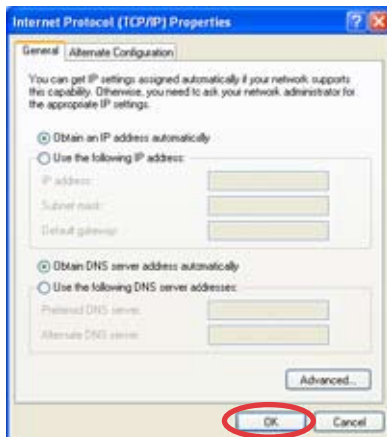 Internet Protocol (TCP/IP) Properties
General
Alternate Configuration
You can get IP settings assigned automatically if your network supports
this capability. Otherwise, you need to ask your network administrator for
the appropriate IP settings.
Obtain an IP address automatically
Use the following IP address:
IP address:
Subnet mask:
Default gateway:
Obtain DNS server address automatically
Use the following DNS server addresses:
Preferred DNS server:
Alternate DNS server:
Advanced...
OK
Cancel